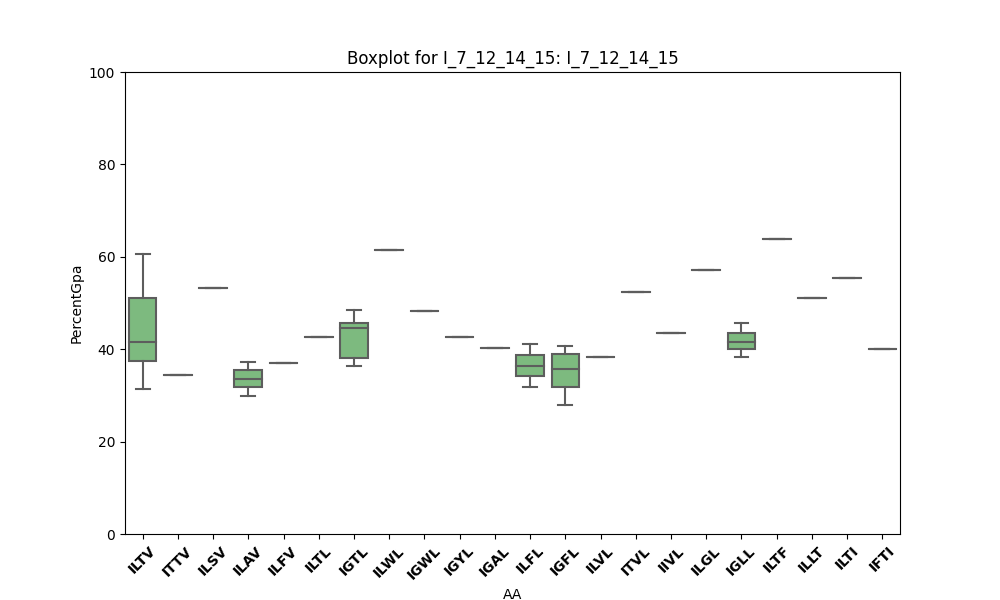 Boxplot for I_7_12_14_15: I_7_12_14_15
PercentGpa
100
80
60
40
20
0
ILTV ITTV ILSV ILAV ILFV ILTL IGTL ILWL IGWL IGYL IGAL ILFL IGFL ILVL ITVL IIVL ILGL IGLL ILTF ILLT ILTI IFTI
AA